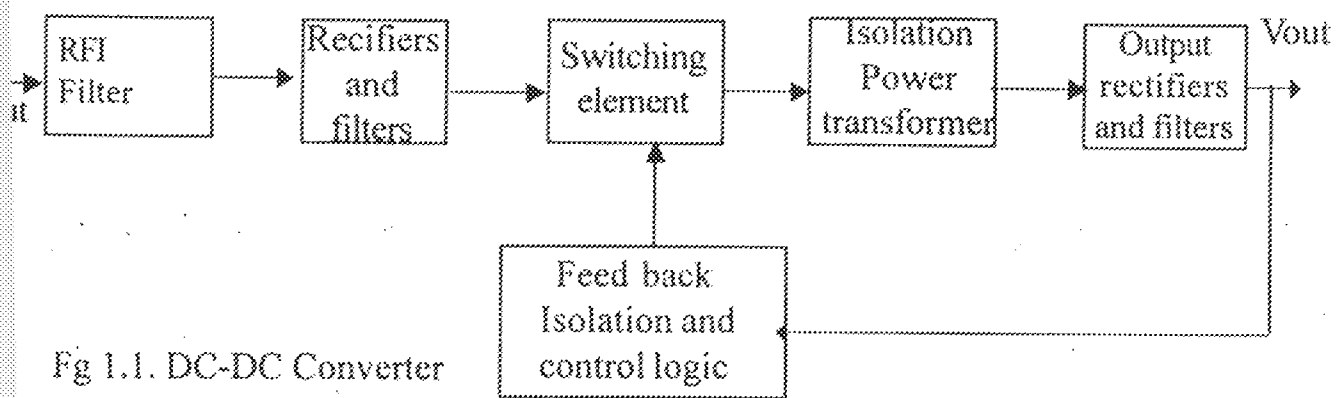 RFI
Filter
Recifiers
and
filters
Switching
element
Isolation
Power
transformer
Output
rectifiers
and filters
Vout
Feed back
Isolation and
control logic
Fg 1.1. DC-DC Converter